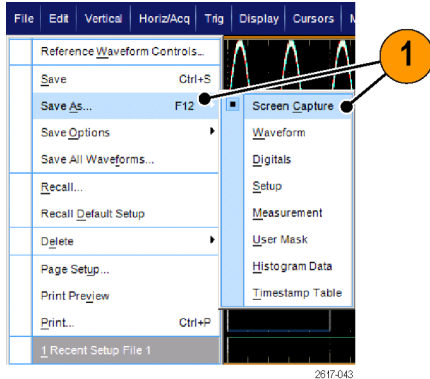 File Edit Vertical Horiz/Acq Trig Display Cursors
Reference Waveform Controls...
1
Save Ctrl+S
Save As... F12
Screen Capture
Save Options
Waveform
Save All Waveforms...
Digitals
Recall...
Setup
Recall Default Setup
Measurement
Delete
User Mask
Page Setup...
Histogram Data
Print Preview
Timestamp Table
Print... Ctrl+P
1 Recent Setup File 1
2617-043